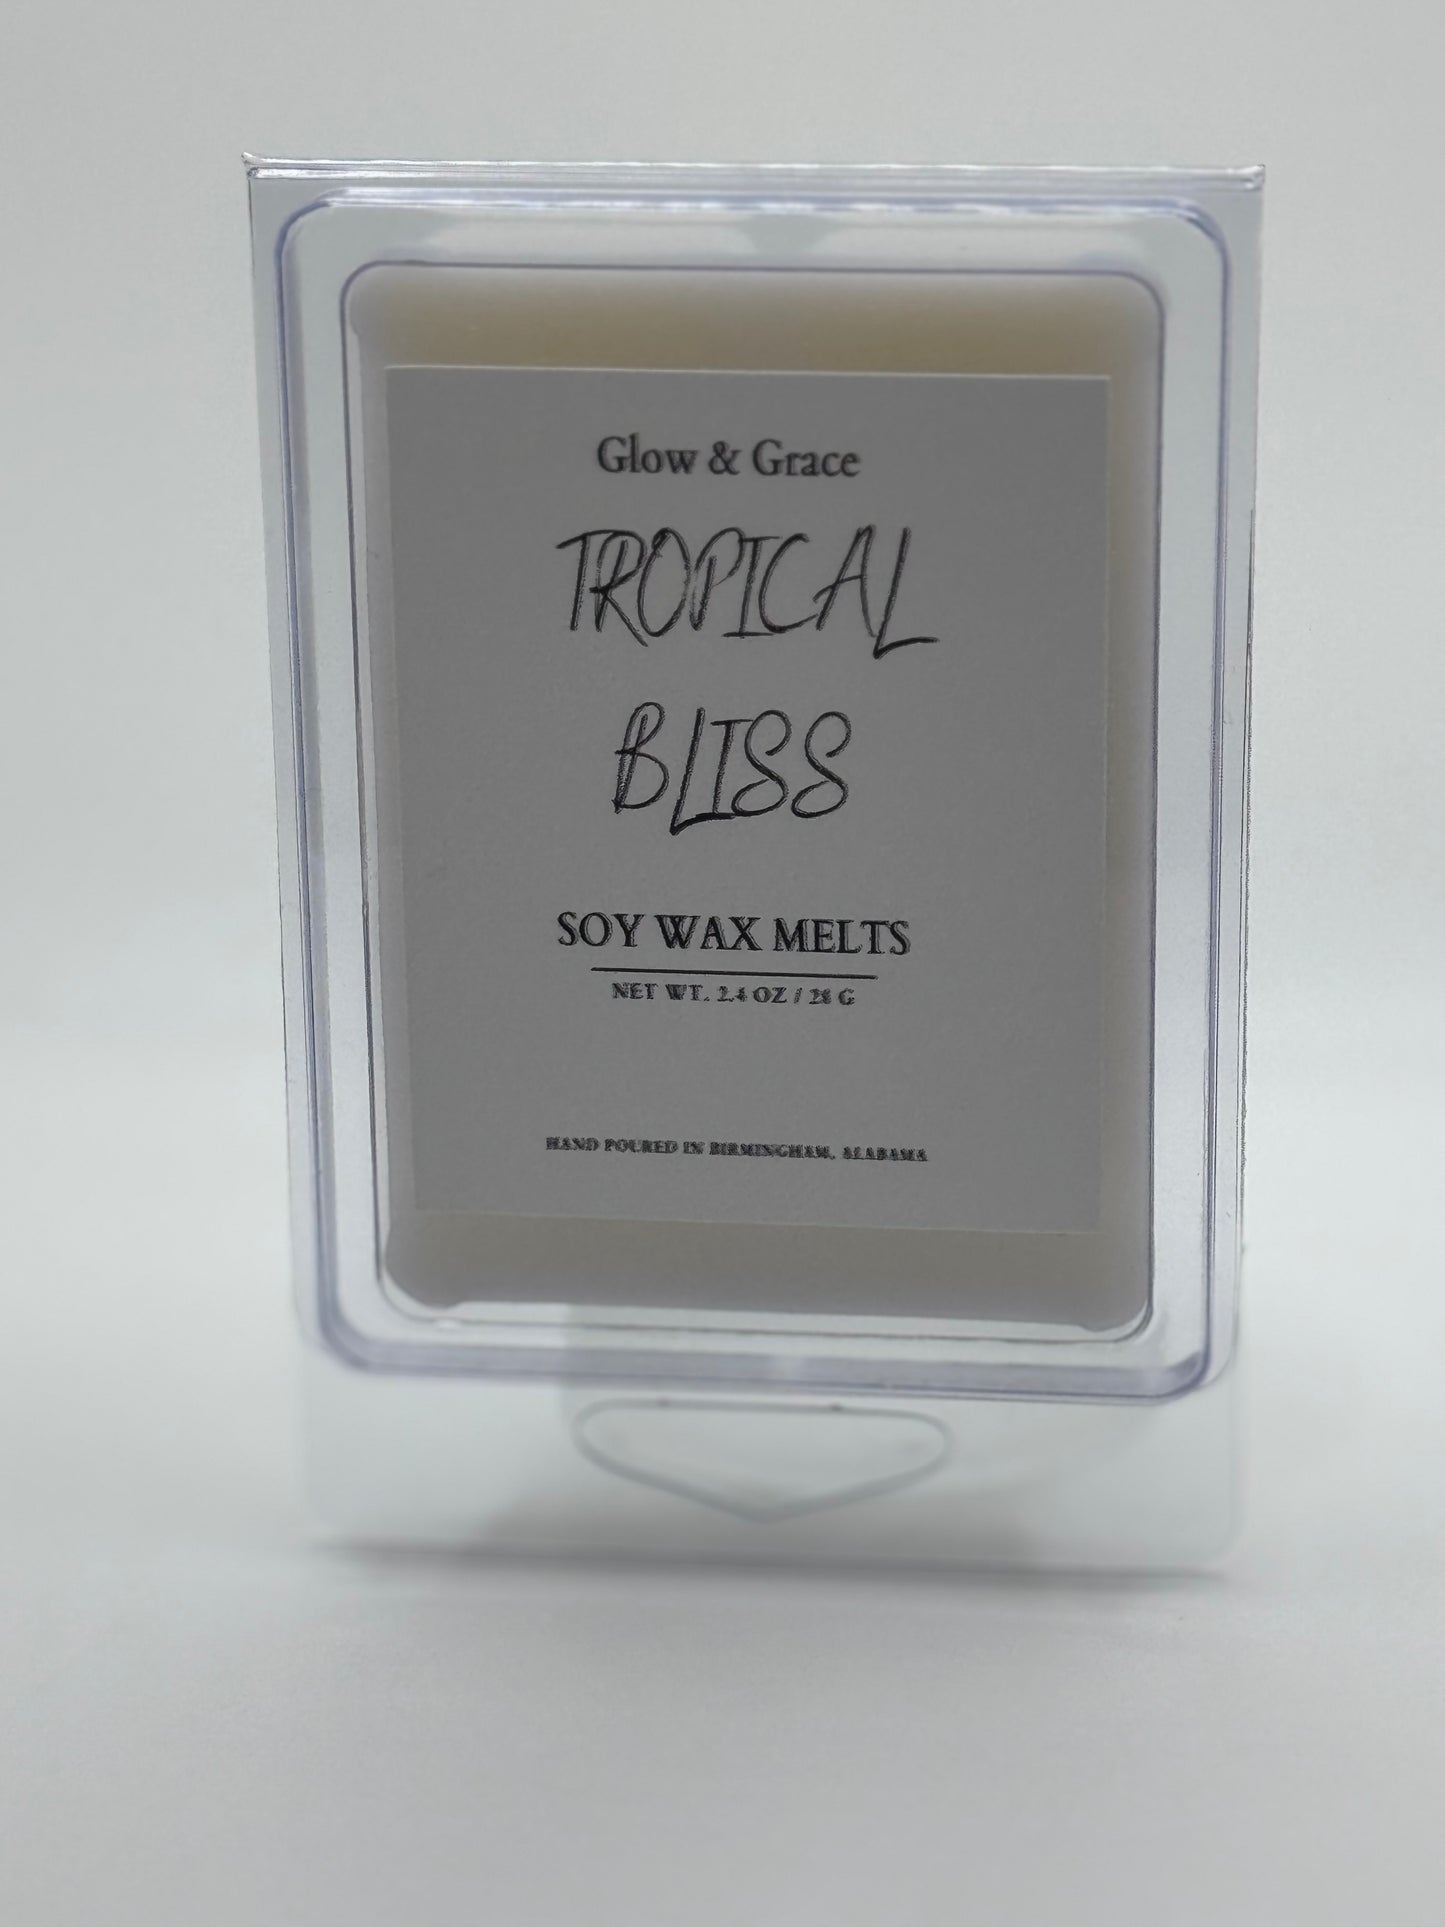 Glow & Grace
TROPICAL
BLISS
SOY WAX MELTS
NET WT. 2.4 OZ / 28 G
HAND POURED IN BIRMINGHAM, ALABAMA